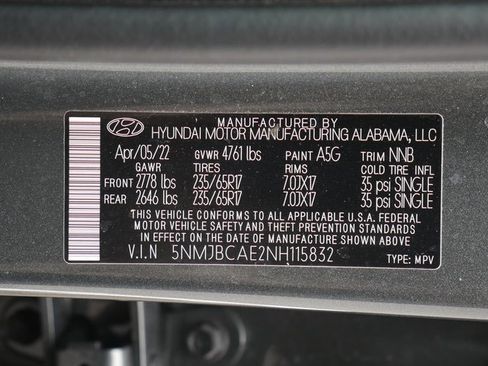 MANUFACTURED BY
HYUNDAI MOTOR MANUFACTURING ALABAMA, LLC
Apr/05/22 GVWR 4761 lbs PAINT A5G TRIM NNB
GAWR TIRES RIMS COLD TIRE INFL
FRONT 2778 lbs 235/65R17 7.0JX17 35 psi SINGLE
REAR 2646 lbs 235/65R17 7.0JX17 35 psi SINGLE
THIS VEHICLE CONFORMS TO ALL APPLICABLE U.S.A. FEDERAL
MOTOR VEHICLE SAFETY AND THEFT PREVENTION STANDARDS
IN EFFECT ON THE DATE OF MANUFACTURE SHOWN ABOVE.
V.I.N 5NMJBCAE2NH115832 TYPE: MPV